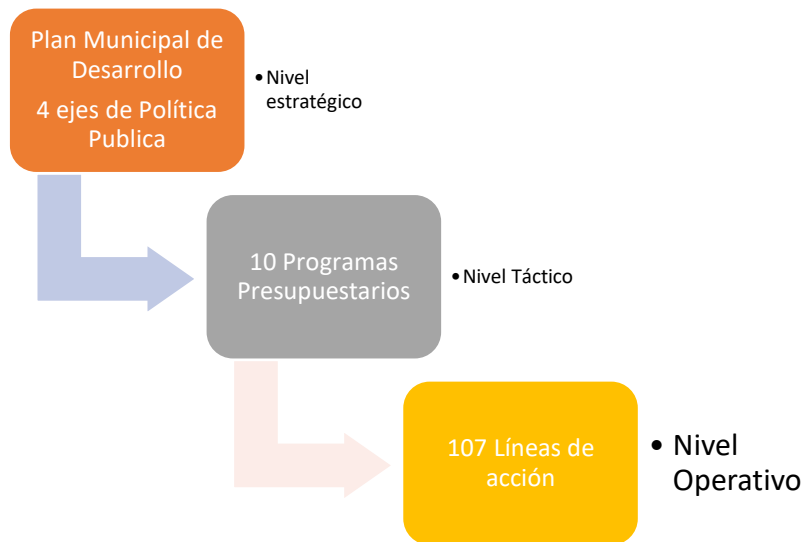 Plan Municipal de
Desarrollo
4 ejes de Política
Publica
• Nivel
estratégico
10 Programas
Presupuestarios
• Nivel Táctico
107 Líneas de
acción
• Nivel
Operativo